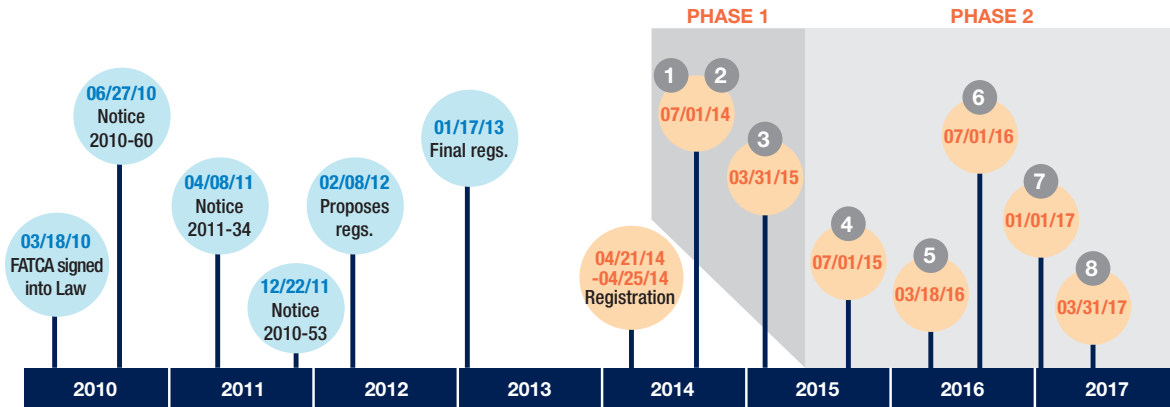 PHASE 1
PHASE 2
03/18/10
FATCA signed
into Law
06/27/10
Notice
2010-60
04/08/11
Notice
2011-34
12/22/11
Notice
2010-53
02/08/12
Proposes
regs.
01/17/13
Final regs.
04/21/14
-04/25/14
Registration
1 2
07/01/14
3
03/31/15
4
07/01/15
5
03/18/16
6
07/01/16
7
01/01/17
8
03/31/17
2010 2011 2012 2013 2014 2015 2016 2017